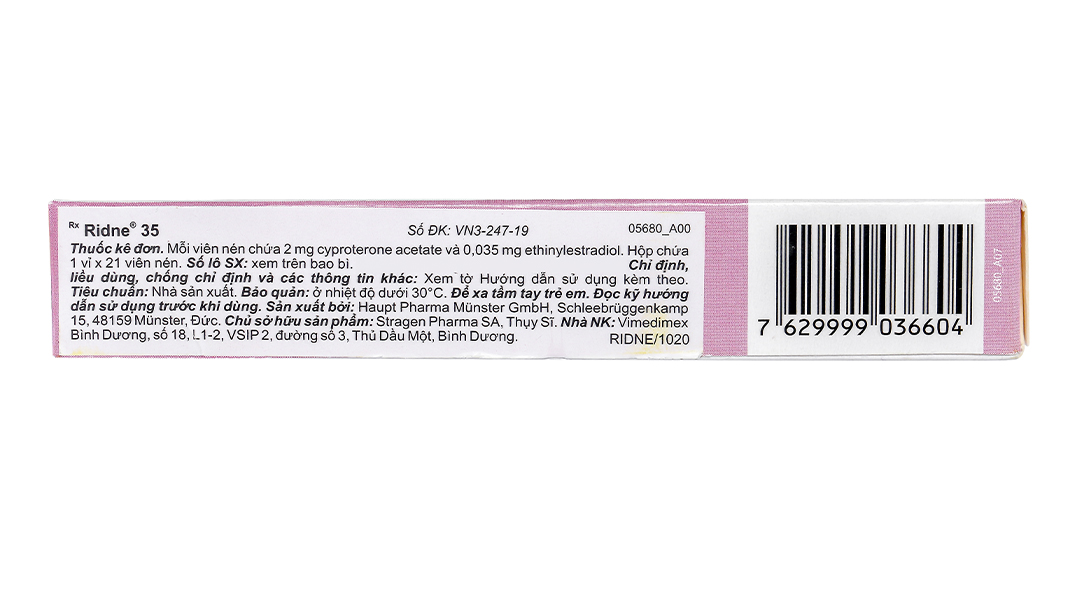 Rx Ridne® 35 Số ĐK: VN3-247-19 05680_A00
Thuốc kê đơn. Mỗi viên nén chứa 2 mg cyproterone acetate và 0,035 mg ethinylestradiol. Hộp chứa
1 vỉ x 21 viên nén. Số lô SX: xem trên bao bì. Chỉ định,
liều dùng, chống chỉ định và các thông tin khác: Xem tờ Hướng dẫn sử dụng kèm theo.
Tiêu chuẩn: Nhà sản xuất. Bảo quản: ở nhiệt độ dưới 30°C. Để xa tầm tay trẻ em. Đọc kỹ hướng
dẫn sử dụng trước khi dùng. Sản xuất bởi: Haupt Pharma Münster GmbH, Schleebrüggenkamp
15, 48159 Münster, Đức. Chủ sở hữu sản phẩm: Stragen Pharma SA, Thụy Sĩ. Nhà NK: Vimedimex
Bình Dương, số 18, L1-2, VSIP 2, đường số 3, Thủ Dầu Một, Bình Dương. RIDNE/1020
7 629999 036604
05680_A07